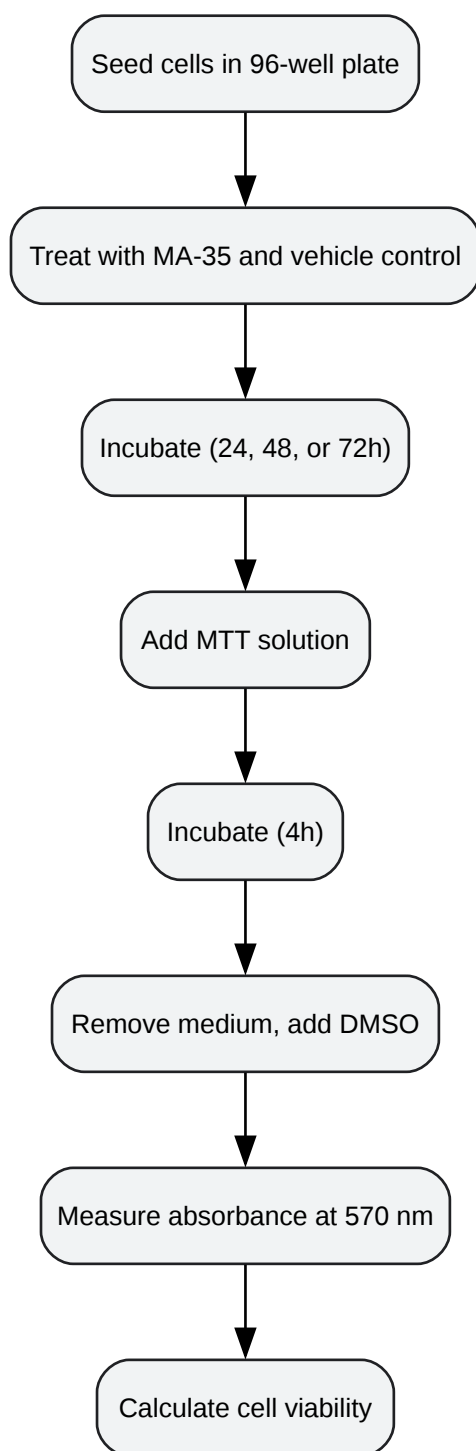 Seed cells in 96-well plate
Treat with MA-35 and vehicle control
Incubate (24, 48, or 72h)
Add MTT solution
Incubate (4h)
Remove medium, add DMSO
Measure absorbance at 570 nm
Calculate cell viability